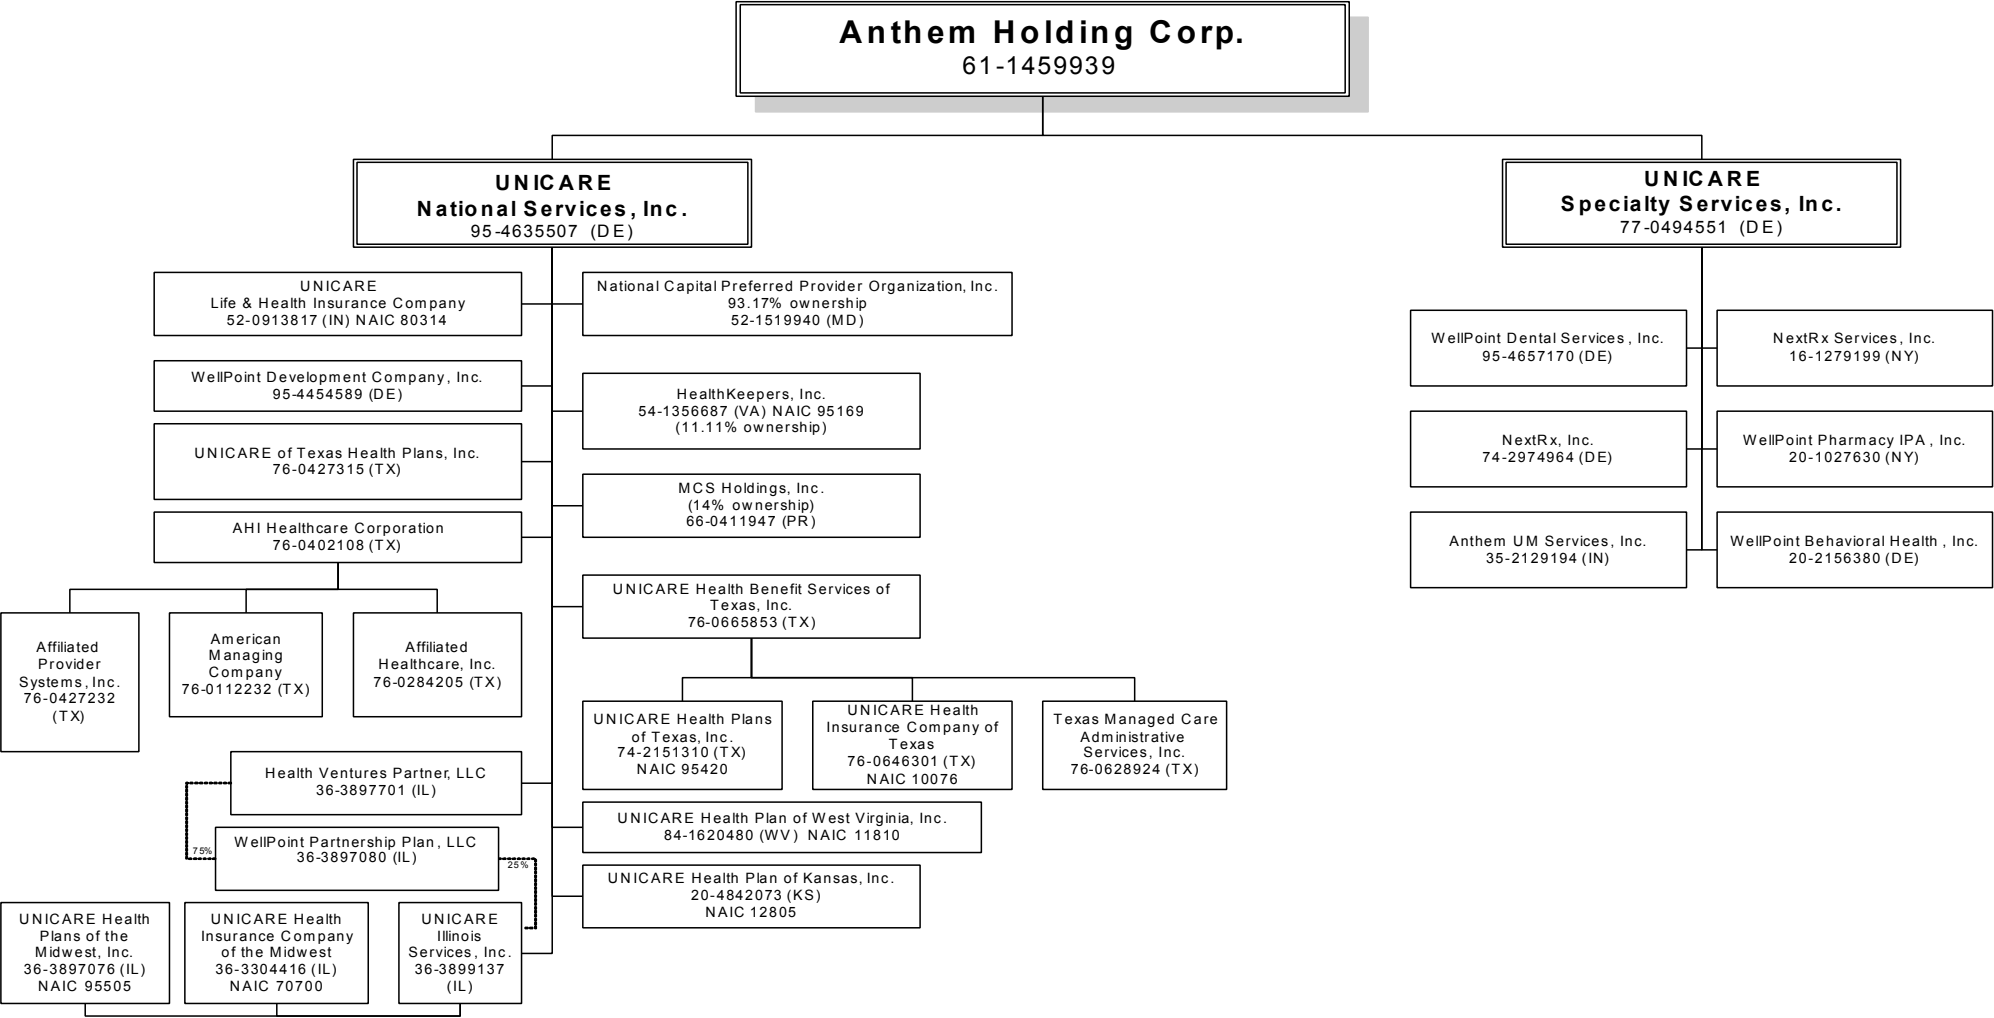 Anthem Holding Corp.
61-1459939
UNICARE
National Services, Inc.
95-4635507 (DE)
UNICARE
Specialty Services, Inc.
77-0494551 (DE)
UNICARE
Life & Health Insurance Company
52-0913817 (IN) NAIC 80314
National Capital Preferred Provider Organization, Inc.
93.17% ownership
52-1519940 (MD)
WellPoint Development Company, Inc.
95-4454589 (DE)
HealthKeepers, Inc.
54-1356687 (VA) NAIC 95169
(11.11% ownership)
UNICARE of Texas Health Plans, Inc.
76-0427315 (TX)
MCS Holdings, Inc.
(14% ownership)
66-0411947 (PR)
AHI Healthcare Corporation
76-0402108 (TX)
UNICARE Health Benefit Services of
Texas, Inc.
76-0665853 (TX)
Affiliated
Provider
Systems, Inc.
76-0427232
(TX)
American
Managing
Company
76-0112232 (TX)
Affiliated
Healthcare, Inc.
76-0284205 (TX)
UNICARE Health Plans
of Texas, Inc.
74-2151310 (TX)
NAIC 95420
UNICARE Health
Insurance Company of
Texas
76-0646301 (TX)
NAIC 10076
Texas Managed Care
Administrative
Services, Inc.
76-0628924 (TX)
Health Ventures Partner, LLC
36-3897701 (IL)
UNICARE Health Plan of West Virginia, Inc.
84-1620480 (WV) NAIC 11810
75%
WellPoint Partnership Plan, LLC
36-3897080 (IL)
25%
UNICARE Health Plan of Kansas, Inc.
20-4842073 (KS)
NAIC 12805
UNICARE Health
Plans of the
Midwest, Inc.
36-3897076 (IL)
NAIC 95505
UNICARE Health
Insurance Company
of the Midwest
36-3304416 (IL)
NAIC 70700
UNICARE
Illinois
Services, Inc.
36-3899137
(IL)
WellPoint Dental Services, Inc.
95-4657170 (DE)
NextRx Services, Inc.
16-1279199 (NY)
NextRx, Inc.
74-2974964 (DE)
WellPoint Pharmacy IPA, Inc.
20-1027630 (NY)
Anthem UM Services, Inc.
35-2129194 (IN)
WellPoint Behavioral Health, Inc.
20-2156380 (DE)